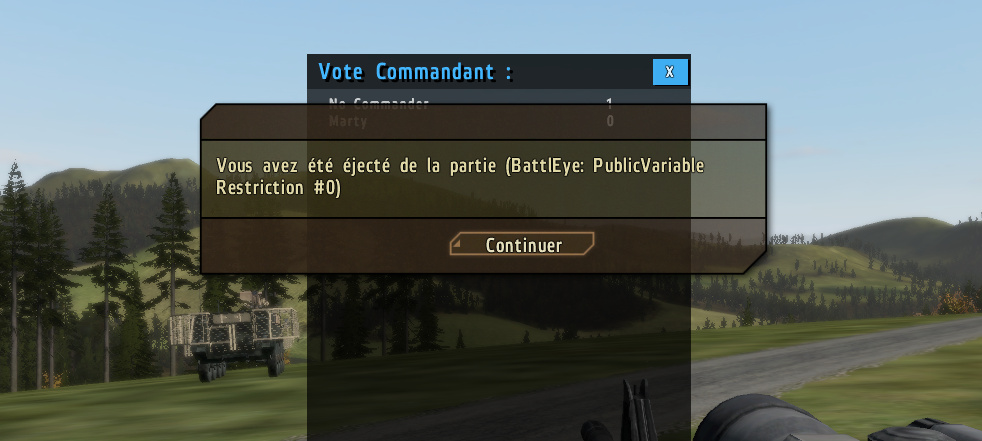 Vote Commandant :
X
No Commander 1
Marty 0
Vous avez été éjecté de la partie (BattlEye: PublicVariable
Restriction #0)
Continuer